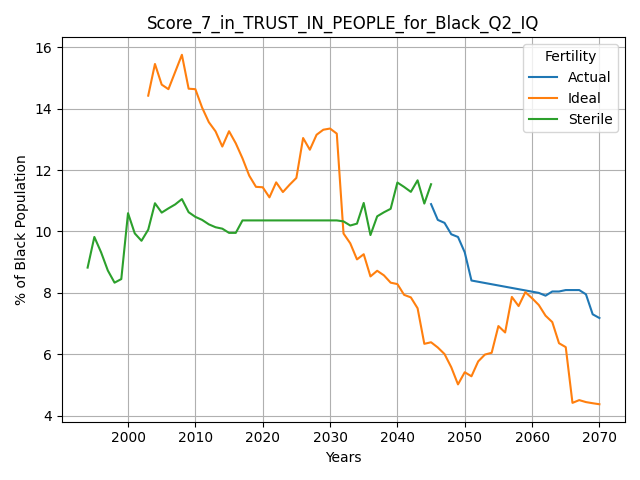 Score_7_in_TRUST_IN_PEOPLE_for_Black_Q2_IQ
Fertility
Actual
Ideal
Sterile
% of Black Population
16
14
12
10
8
6
4
2000 2010 2020 2030 2040 2050 2060 2070
Years